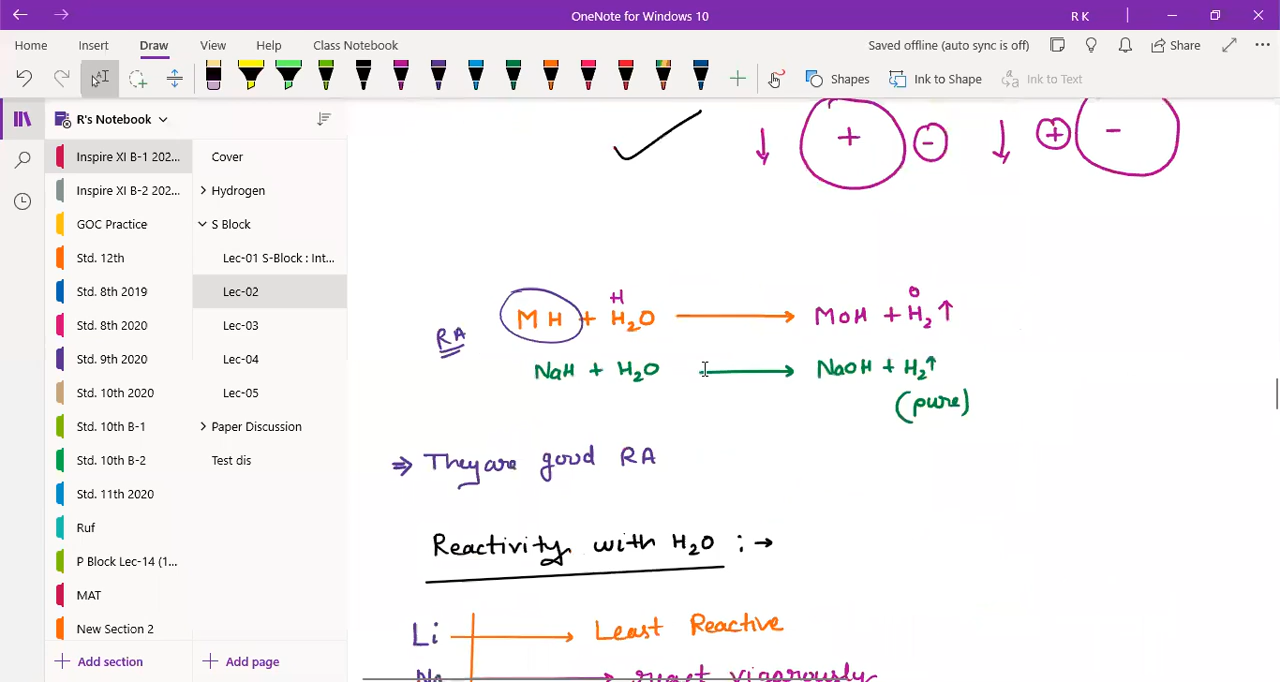 OneNote for Windows 10
R K
Home Insert Draw View Help Class Notebook
Saved offline (auto sync is off)
Share
Shapes
Ink to Shape
Ink to Text
R's Notebook
Inspire XI B-1 202...
Inspire XI B-2 202...
GOC Practice
Std. 12th
Std. 8th 2019
Std. 8th 2020
Std. 9th 2020
Std. 10th 2020
Std. 10th B-1
Std. 10th B-2
Std. 11th 2020
Ruf
P Block Lec-14 (1...
MAT
New Section 2
+ Add section
Cover
Hydrogen
S Block
Lec-01 S-Block : Int...
Lec-02
Lec-03
Lec-04
Lec-05
Paper Discussion
Test dis
+ Add page
↓ + - ↓ + -
H 0
MH + H2O → MOH + H2↑
RA
NaH + H2O → NaOH + H2↑
(pure)
⇒ They are good RA
Reactivity with H2O : →
Li → Least Reactive
Na → react vigorously